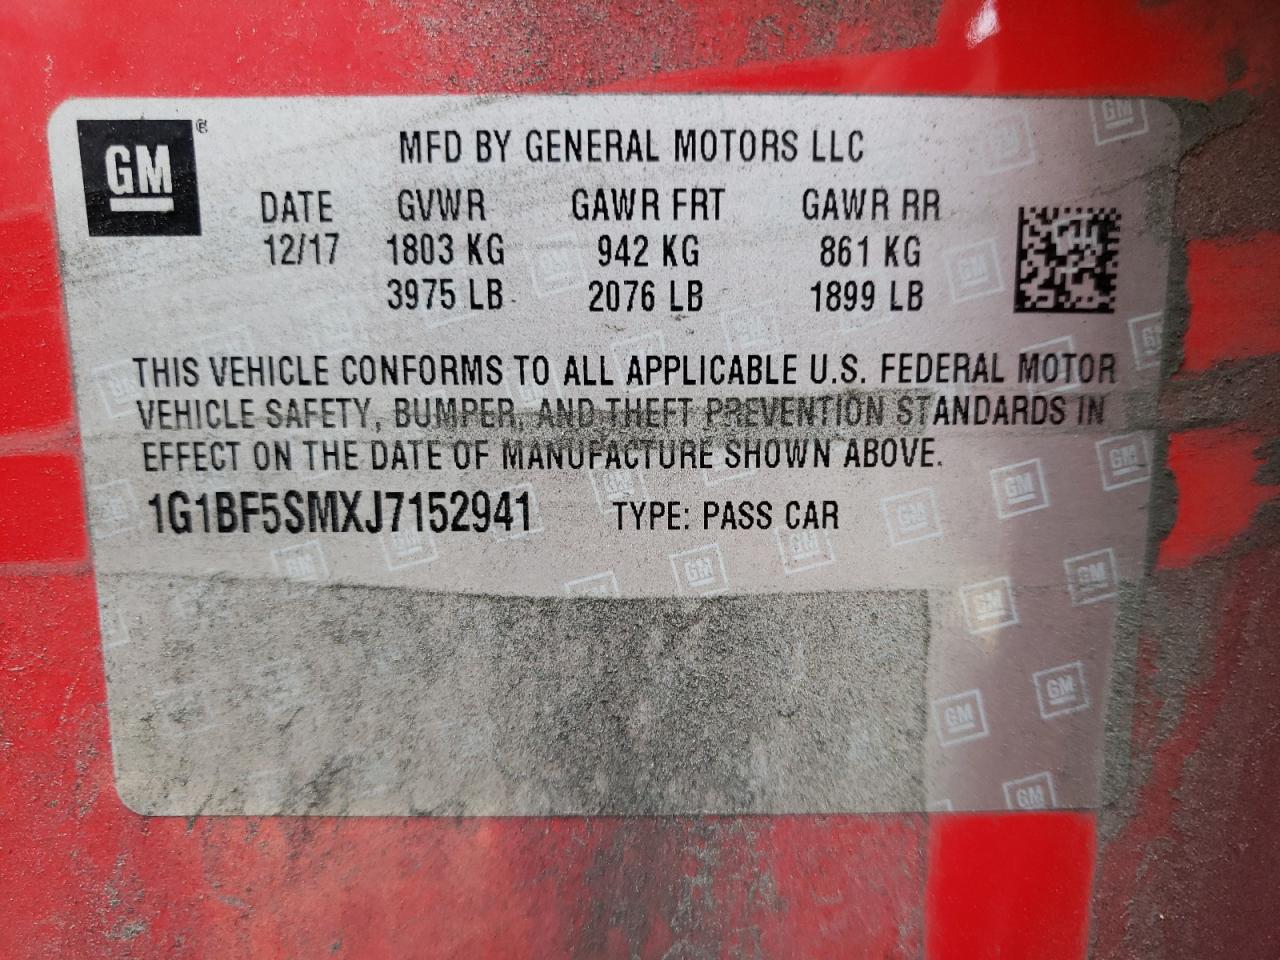 GM®
MFD BY GENERAL MOTORS LLC
DATE GVWR GAWR FRT GAWR RR
12/17 1803 KG 942 KG 861 KG
3975 LB 2076 LB 1899 LB
THIS VEHICLE CONFORMS TO ALL APPLICABLE U.S. FEDERAL MOTOR
VEHICLE SAFETY, BUMPER, AND THEFT PREVENTION STANDARDS IN
EFFECT ON THE DATE OF MANUFACTURE SHOWN ABOVE.
1G1BF5SMXJ7152941 TYPE: PASS CAR